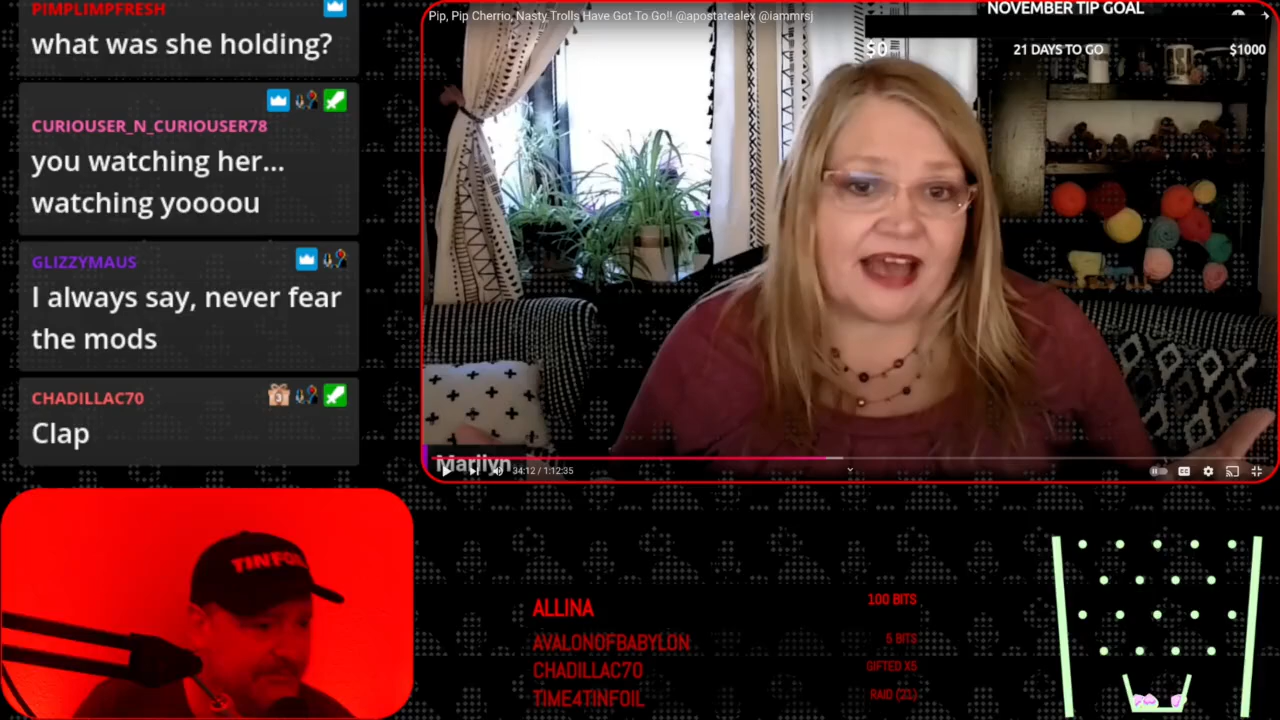 PIMPLIMPFRESH
what was she holding?
CURIOUSER_N_CURIOUSER78
you watching her...
watching yoooou
GLIZZYMAUS
I always say, never fear
the mods
CHADILLAC70
Clap
Pip, Pip Cherrio, Nasty Trolls Have Got To Go!! @apostatealex @iammrsj
NOVEMBER TIP GOAL
$0
21 DAYS TO GO
$1000
Marilyn
34:12 / 1:12:35
CC
TINFOIL
ALLINA
100 BITS
AVALONOFBABYLON
5 BITS
CHADILLAC70
GIFTED X5
TIME4TINFOIL
RAID (21)